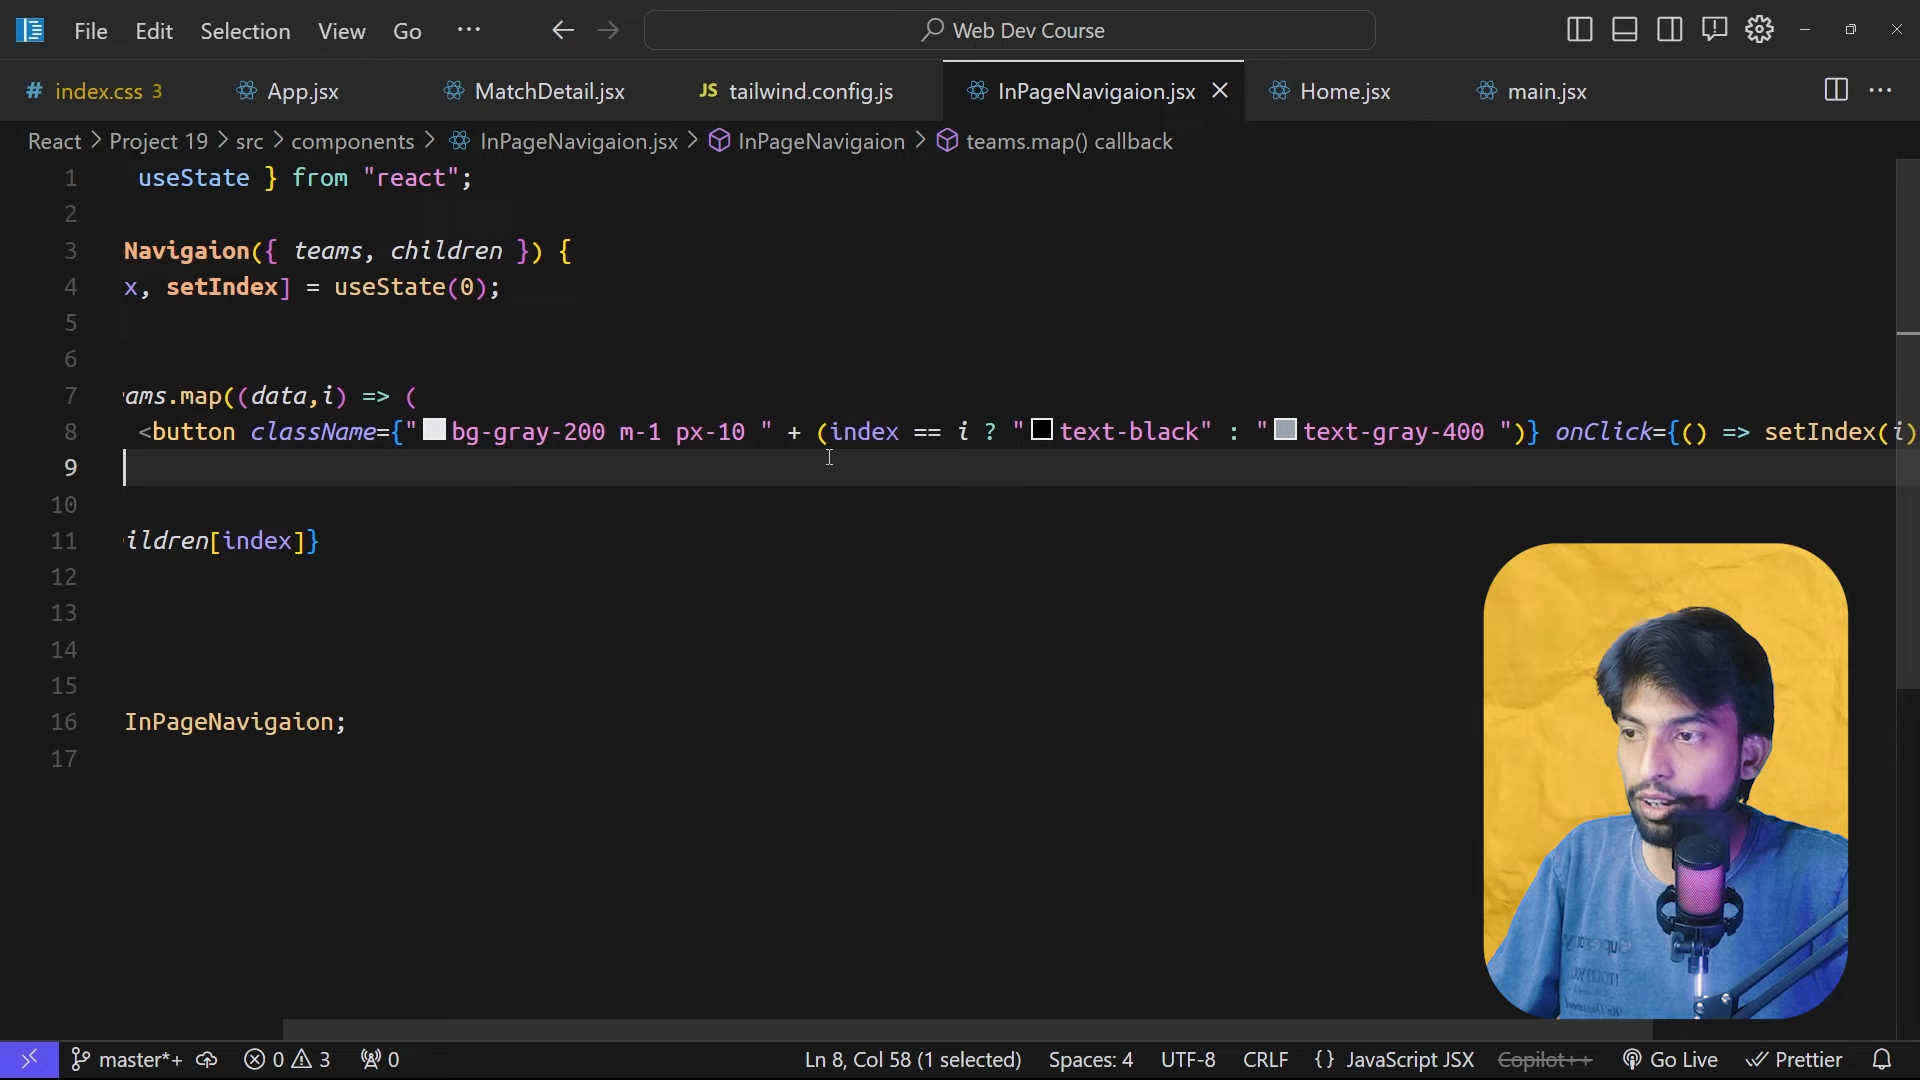 File Edit Selection View Go ··· Web Dev Course
# index.css 3 App.jsx MatchDetail.jsx JS tailwind.config.js InPageNavigaion.jsx Home.jsx main.jsx ···
React > Project 19 > src > components > InPageNavigaion.jsx > InPageNavigaion > teams.map() callback
1 useState } from "react";
2
3 Navigaion({ teams, children }) {
4 x, setIndex] = useState(0);
5
6
7 ams.map((data,i) => (
8 <button className={"bg-gray-200 m-1 px-10 " + (index == i ? "text-black" : "text-gray-400 ")} onClick={() => setIndex(i)
9
10
11 ildren[index]}
12
13
14
15
16 InPageNavigaion;
17
master*+ 0 3 0 Ln 8, Col 58 (1 selected) Spaces: 4 UTF-8 CRLF {} JavaScript JSX Copilot++ Go Live Prettier